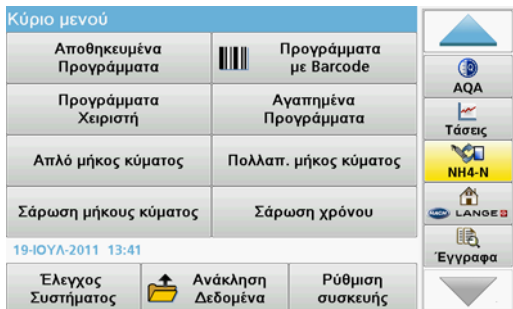 Κύριο μενού
Αποθηκευμένα
Προγράμματα
Προγράμματα
με Barcode
Προγράμματα
Χειριστή
Αγαπημένα
Προγράμματα
Απλό μήκος κύματος
Πολλαπ. μήκος κύματος
Σάρωση μήκους κύματος
Σάρωση χρόνου
19-ΙΟΥΛ-2011 13:41
Έλεγχος
Συστήματος
Ανάκληση
Δεδομένα
Ρύθμιση
συσκευής
AQA
Τάσεις
NH4-N
HACH LANGE
Έγγραφα